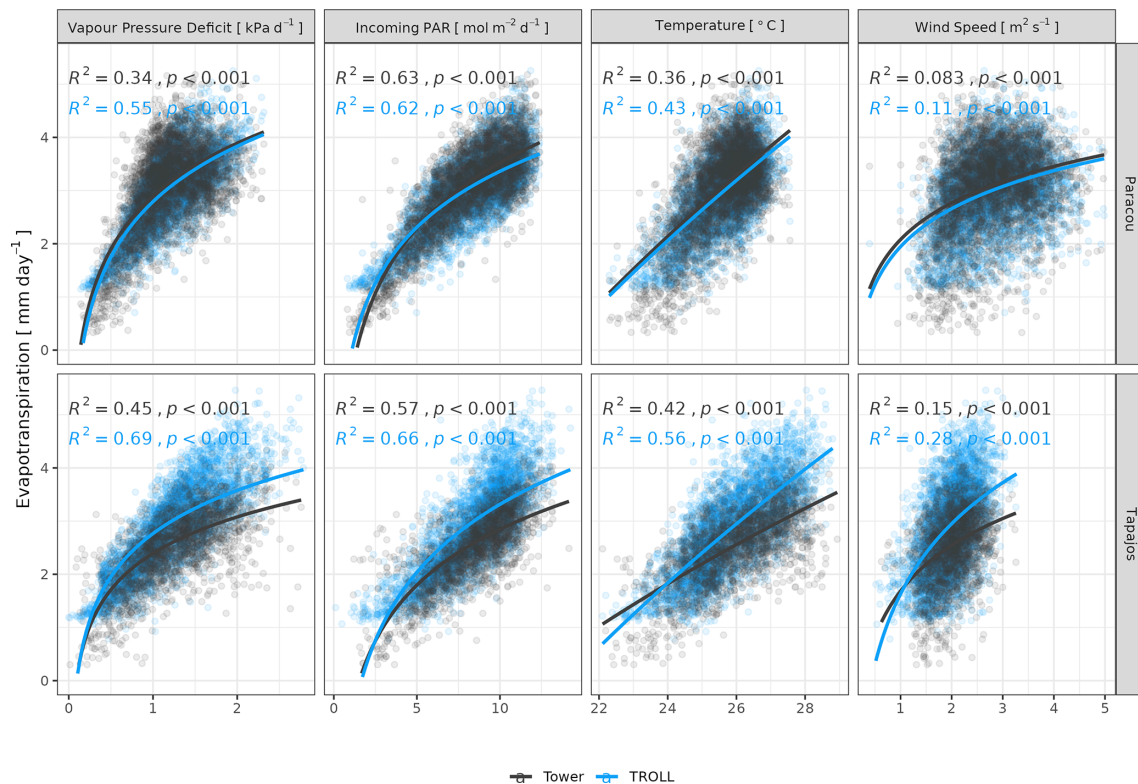 Vapour Pressure Deficit [ kPa d⁻¹ ]
Incoming PAR [ mol m⁻² d⁻¹ ]
Temperature [ ° C ]
Wind Speed [ m² s⁻¹ ]
R² = 0.34 , p < 0.001
R² = 0.55 , p < 0.001
R² = 0.63 , p < 0.001
R² = 0.62 , p < 0.001
R² = 0.36 , p < 0.001
R² = 0.43 , p < 0.001
R² = 0.083 , p < 0.001
R² = 0.11 , p < 0.001
Paracou
4
2
0
Evapotranspiration [ mm day⁻¹ ]
R² = 0.45 , p < 0.001
R² = 0.69 , p < 0.001
R² = 0.57 , p < 0.001
R² = 0.66 , p < 0.001
R² = 0.42 , p < 0.001
R² = 0.56 , p < 0.001
R² = 0.15 , p < 0.001
R² = 0.28 , p < 0.001
Tapajos
4
2
0
0 1 2
0 5 10
22 24 26 28
1 2 3 4 5
a Tower a TROLL